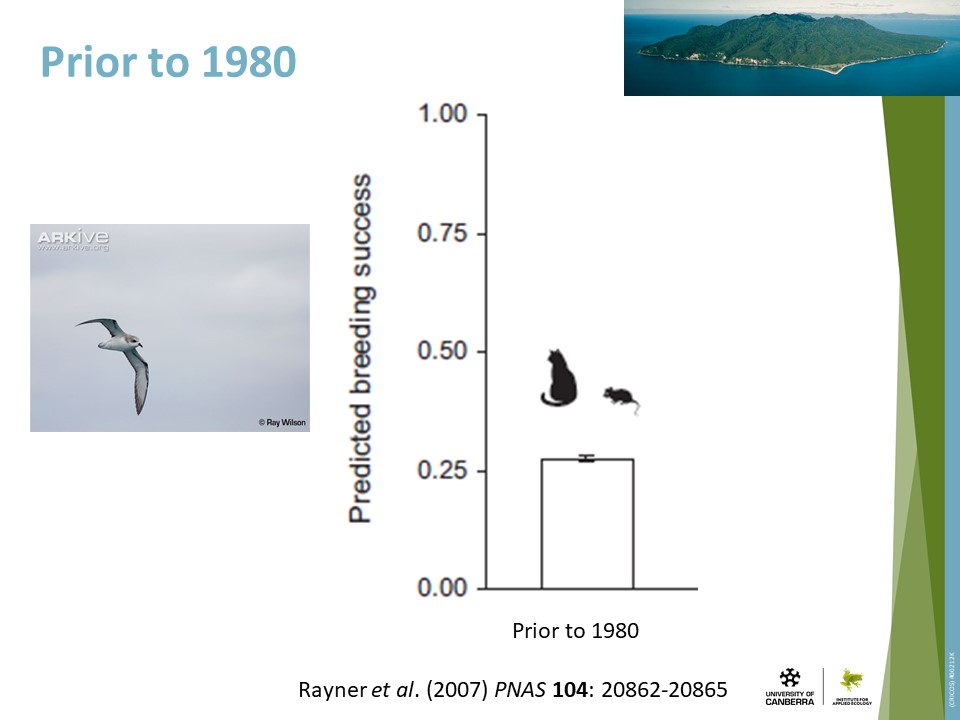 Prior to 1980
ARKive
www.arkive.org
© Ray Wilson
Predicted breeding success
1.00
0.75
0.50
0.25
0.00
Prior to 1980
Rayner et al. (2007) PNAS 104: 20862-20865
UNIVERSITY OF
CANBERRA
INSTITUTE FOR
APPLIED ECOLOGY